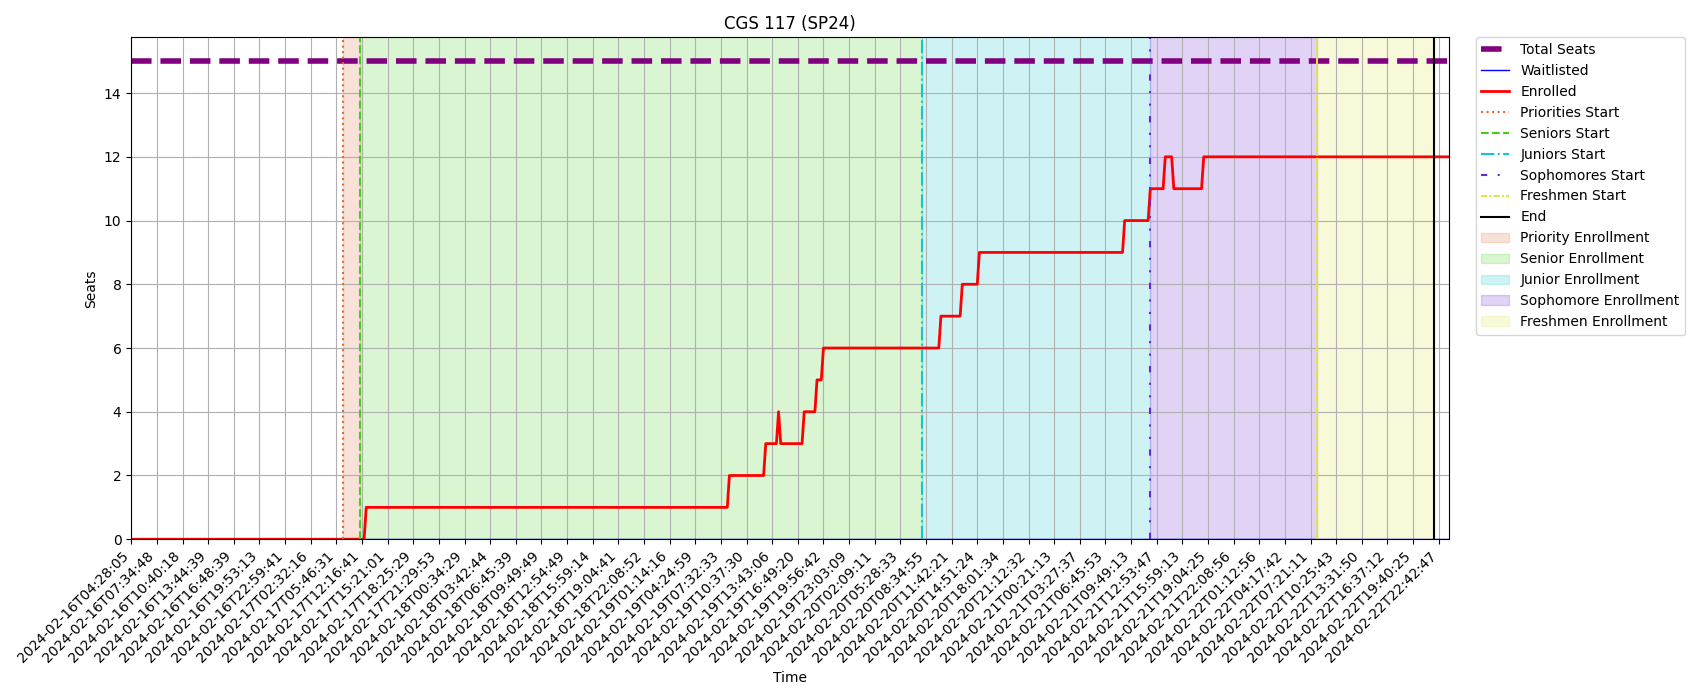 CGS 117 (SP24)
Total Seats
Waitlisted
Enrolled
Priorities Start
Seniors Start
Juniors Start
Sophomores Start
Freshmen Start
End
Priority Enrollment
Senior Enrollment
Junior Enrollment
Sophomore Enrollment
Freshmen Enrollment
Seats
14
12
10
8
6
4
2
0
2024-02-16T04:28:05
2024-02-16T07:34:48
2024-02-16T10:40:18
2024-02-16T13:44:39
2024-02-16T16:48:39
2024-02-16T19:53:13
2024-02-16T22:59:41
2024-02-17T02:32:16
2024-02-17T05:46:31
2024-02-17T12:16:41
2024-02-17T15:21:01
2024-02-17T18:25:29
2024-02-17T21:29:53
2024-02-18T00:34:29
2024-02-18T03:42:44
2024-02-18T06:45:39
2024-02-18T09:49:49
2024-02-18T12:54:49
2024-02-18T15:59:14
2024-02-18T19:04:41
2024-02-18T22:08:52
2024-02-19T01:14:16
2024-02-19T04:24:59
2024-02-19T07:32:33
2024-02-19T10:37:30
2024-02-19T13:43:06
2024-02-19T16:49:20
2024-02-19T19:56:42
2024-02-19T23:03:09
2024-02-20T02:09:11
2024-02-20T05:28:33
2024-02-20T08:34:55
2024-02-20T11:42:21
2024-02-20T14:51:24
2024-02-20T18:01:34
2024-02-20T21:12:32
2024-02-21T00:21:13
2024-02-21T03:27:37
2024-02-21T06:45:53
2024-02-21T09:49:13
2024-02-21T12:53:47
2024-02-21T15:59:13
2024-02-21T19:04:25
2024-02-21T22:08:56
2024-02-22T01:12:56
2024-02-22T04:17:42
2024-02-22T07:21:11
2024-02-22T10:25:43
2024-02-22T13:31:50
2024-02-22T16:37:12
2024-02-22T19:40:25
2024-02-22T22:42:47
Time